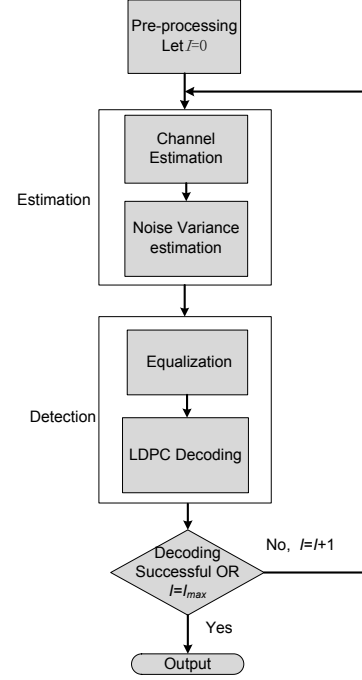 Pre-processing
Let I=0
Channel
Estimation
Estimation
Noise Variance
estimation
Equalization
Detection
LDPC Decoding
Decoding
Successful OR
I=Imax
No, I=I+1
Yes
Output